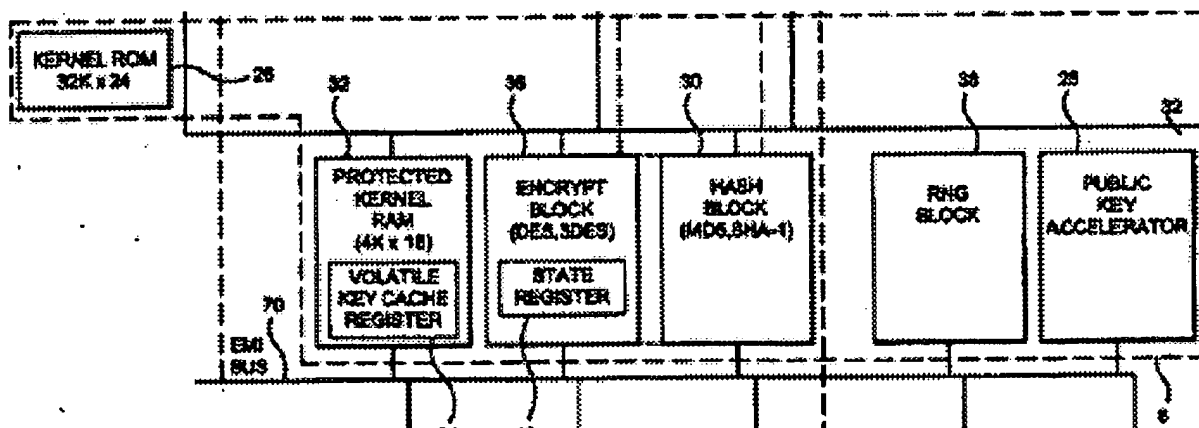 KERNEL ROM
32K x 24
26
32
36
30
38
28
22
PROTECTED
KERNEL
RAM
(4K x 16)
VOLATILE
KEY CACHE
REGISTER
ENCRYPT
BLOCK
(DES,3DES)
STATE
REGISTER
HASH
BLOCK
(MD5,SHA-1)
RNG
BLOCK
PUBLIC
KEY
ACCELERATOR
70
EMI
BUS